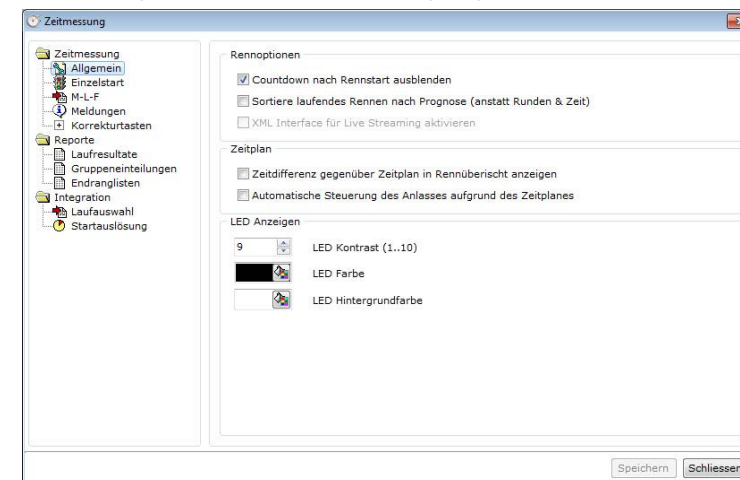 Zeitmessung
Zeitmessung
Allgemein
Einzelstart
M-L-F
Meldungen
Korrekturtasten
Reporte
Laufresultate
Gruppeneinteilungen
Endranglisten
Integration
Laufauswahl
Startauslösung
Rennoptionen
Countdown nach Rennstart ausblenden
Sortiere laufendes Rennen nach Prognose (anstatt Runden & Zeit)
XML Interface für Live Streaming aktivieren
Zeitplan
Zeitdifferenz gegenüber Zeitplan in Rennüberischt anzeigen
Automatische Steuerung des Anlasses aufgrund des Zeitplanes
LED Anzeigen
9 LED Kontrast (1..10)
LED Farbe
LED Hintergrundfarbe
Speichern Schliessen